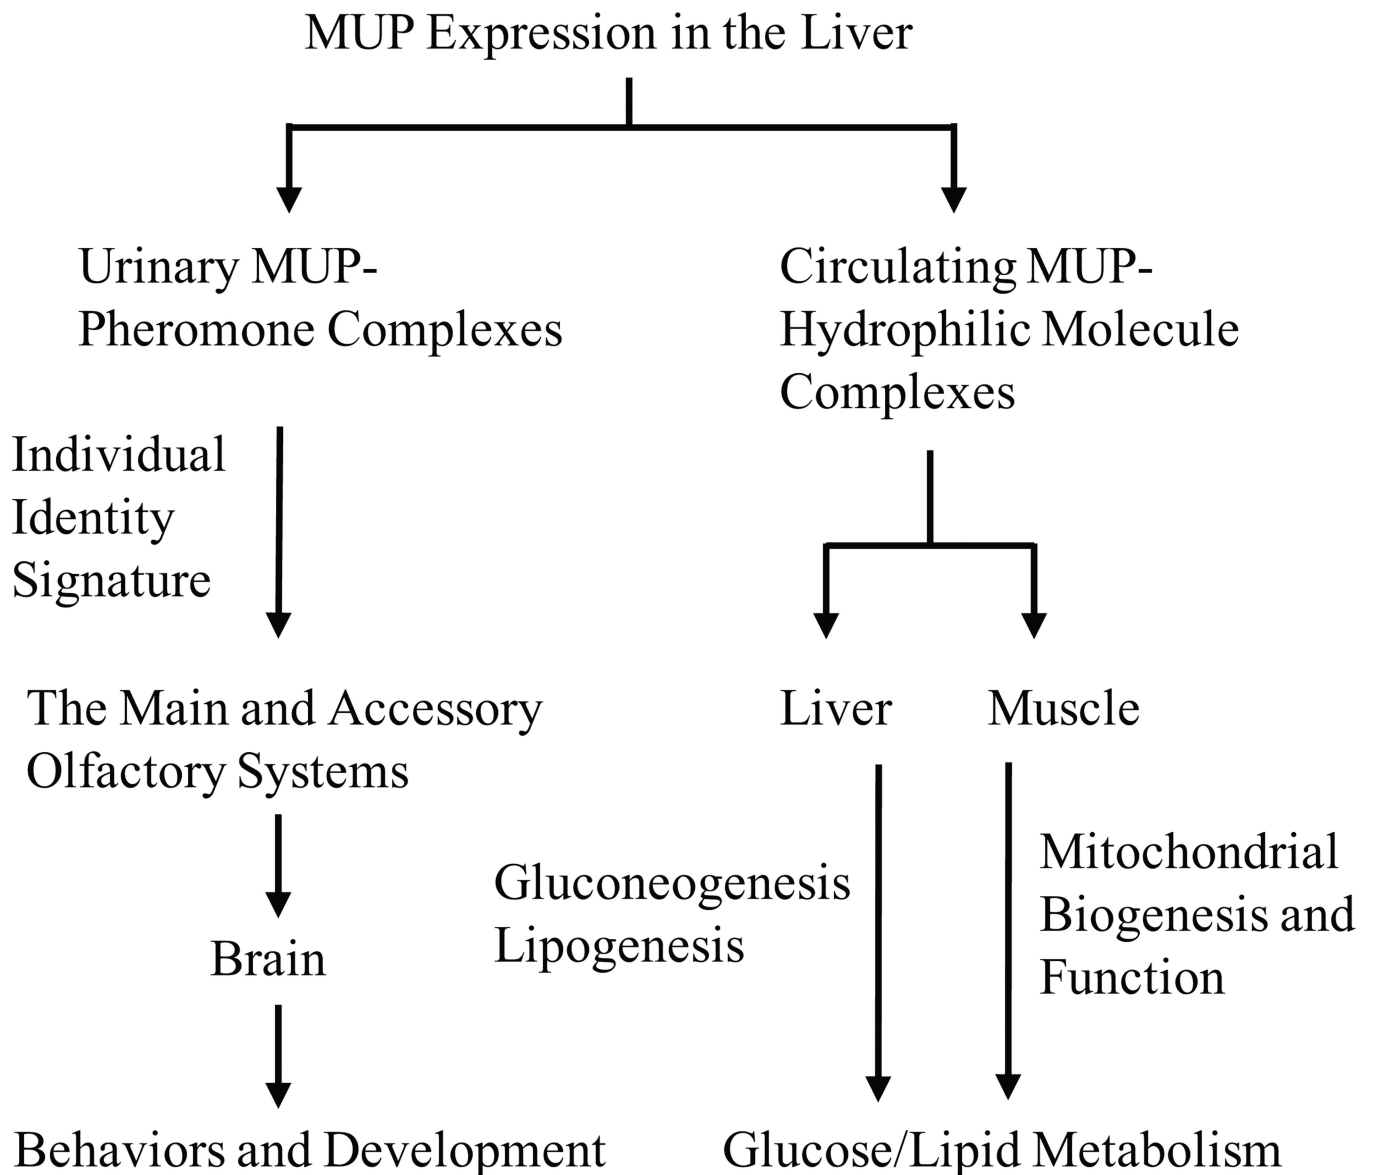 MUP Expression in the Liver
Urinary MUP-
Pheromone Complexes
Circulating MUP-
Hydrophilic Molecule
Complexes
Individual
Identity
Signature
The Main and Accessory
Olfactory Systems
Liver
Muscle
Gluconeogenesis
Lipogenesis
Mitochondrial
Biogenesis and
Function
Brain
Behaviors and Development
Glucose/Lipid Metabolism